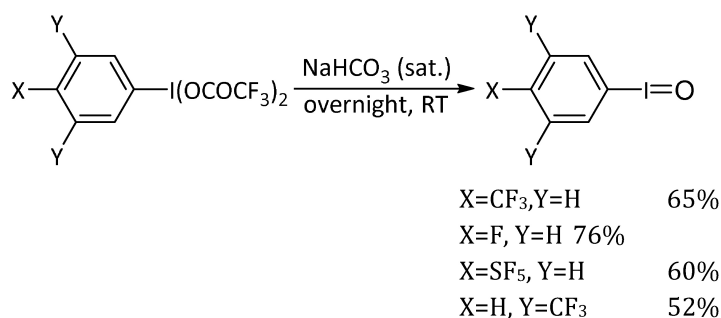 Y
Y
X
I(OCOCF₃)₂
NaHCO₃ (sat.)
overnight, RT
X
I=O
Y
Y
X=CF₃,Y=H 65%
X=F, Y=H 76%
X=SF₅, Y=H 60%
X=H, Y=CF₃ 52%